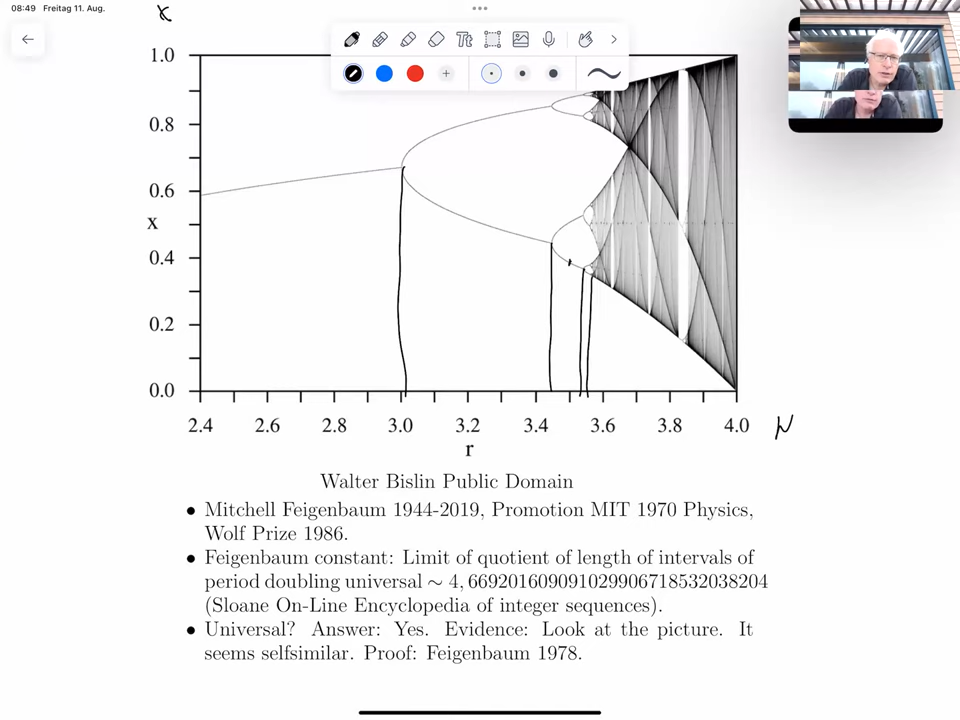 08:49 Freitag 11. Aug.
x
Tt
1.0
0.8
0.6
x
0.4
0.2
0.0
2.4 2.6 2.8 3.0 3.2 3.4 3.6 3.8 4.0
r
Walter Bislin Public Domain
• Mitchell Feigenbaum 1944-2019, Promotion MIT 1970 Physics,
Wolf Prize 1986.
• Feigenbaum constant: Limit of quotient of length of intervals of
period doubling universal ∼ 4,669201609091029906718532038204
(Sloane On-Line Encyclopedia of integer sequences).
• Universal? Answer: Yes. Evidence: Look at the picture. It
seems selfsimilar. Proof: Feigenbaum 1978.